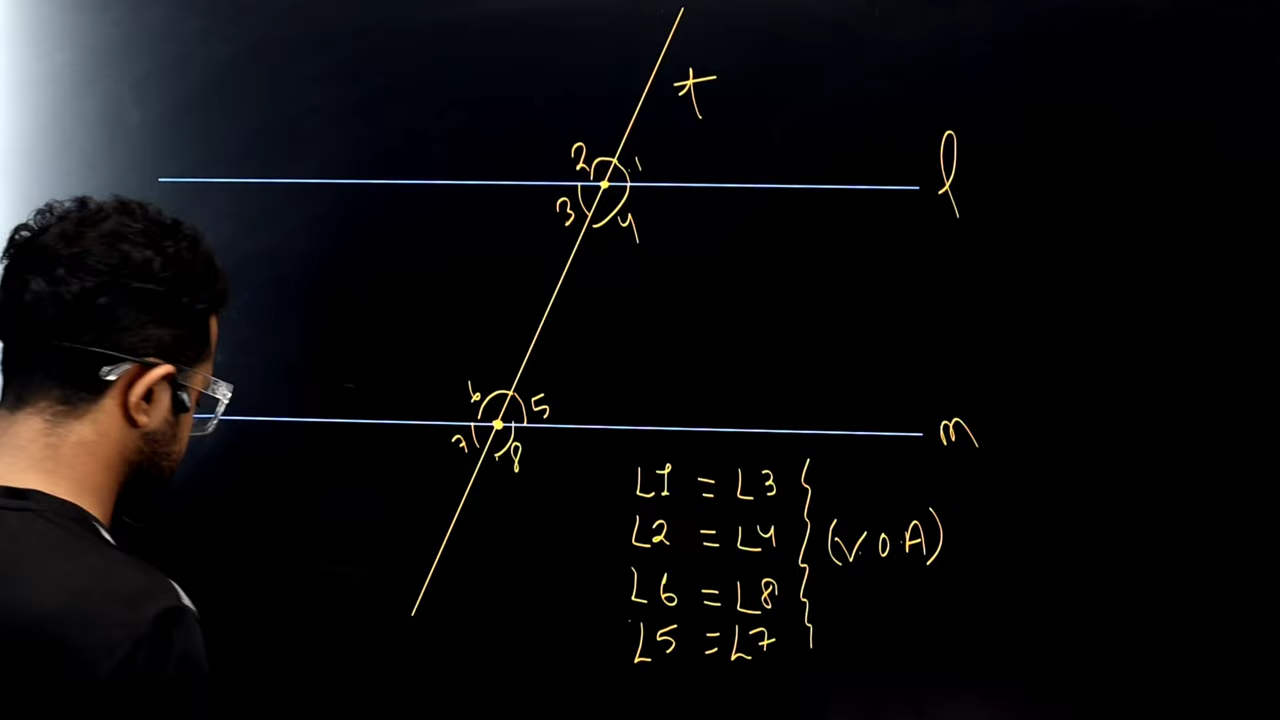 t
l
2 1
3 4
6 5
7 8
m
∠1 = ∠3
∠2 = ∠4
∠6 = ∠8
∠5 = ∠7
(V.O.A)